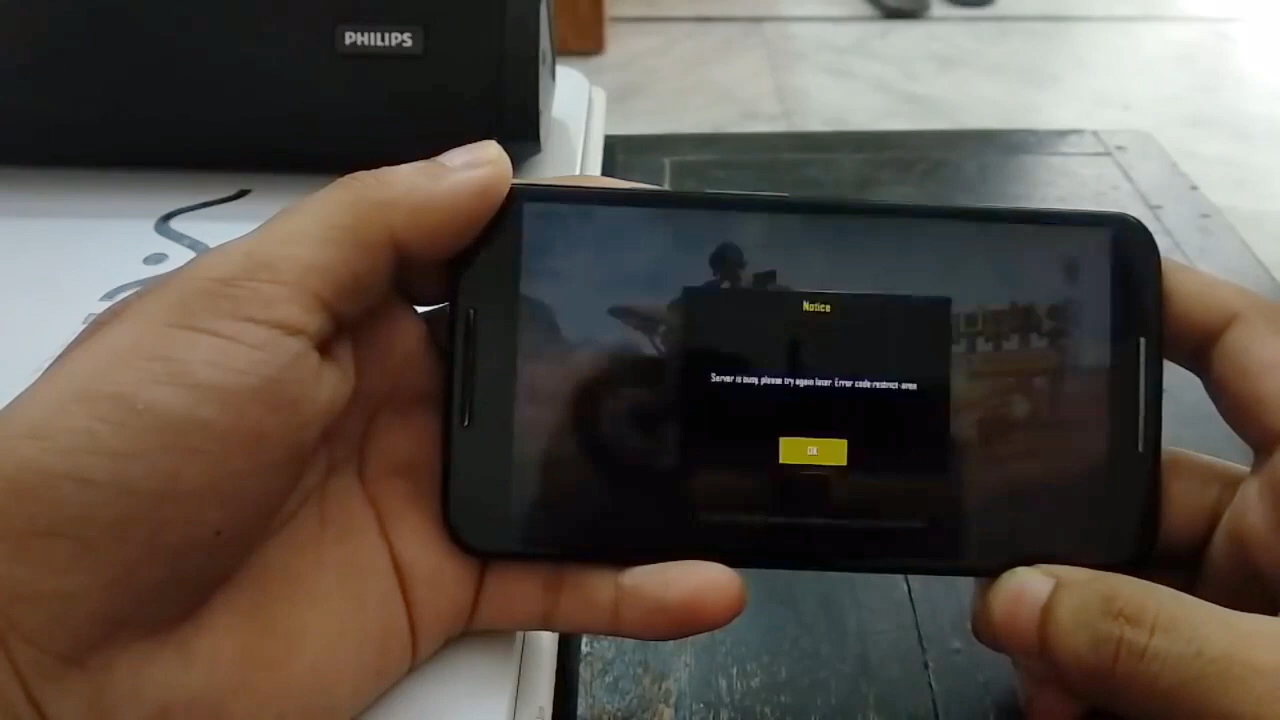 PHILIPS
Notice
Server is busy, please try again later. Error code:restrict-area
OK